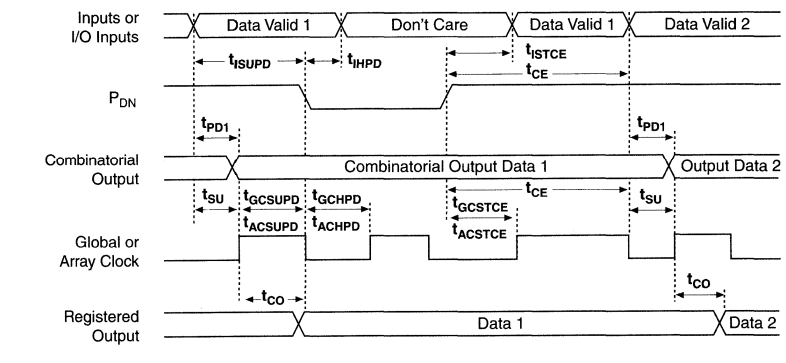 Inputs or
I/O Inputs
Data Valid 1
Don't Care
Data Valid 1
Data Valid 2
tISUPD
tIHPD
tISTCE
tCE
PDN
tPD1
tPD1
Combinatorial
Output
Combinatorial Output Data 1
Output Data 2
tSU
tGCSUPD
tGCHPD
tCE
tSU
tACSUPD
tACHPD
tGCSTCE
tACSTCE
Global or
Array Clock
tCO
tCO
Registered
Output
Data 1
Data 2